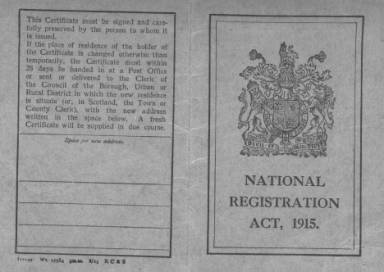 This Certificate must be signed and care-
fully preserved by the person to whom it
is issued.
If the place of residence of the holder of
the Certificate is changed otherwise than
temporarily, the Certificate must within
28 days be handed in at a Post Office
or sent or delivered to the Clerk of
the Council of the Borough, Urban or
Rural District in which the new residence
is situate (or, in Scotland, the Town or
County Clerk), with the new address
written in the space below. A fresh
Certificate will be supplied in due course.
Space for new address.
NATIONAL
REGISTRATION
ACT, 1915.